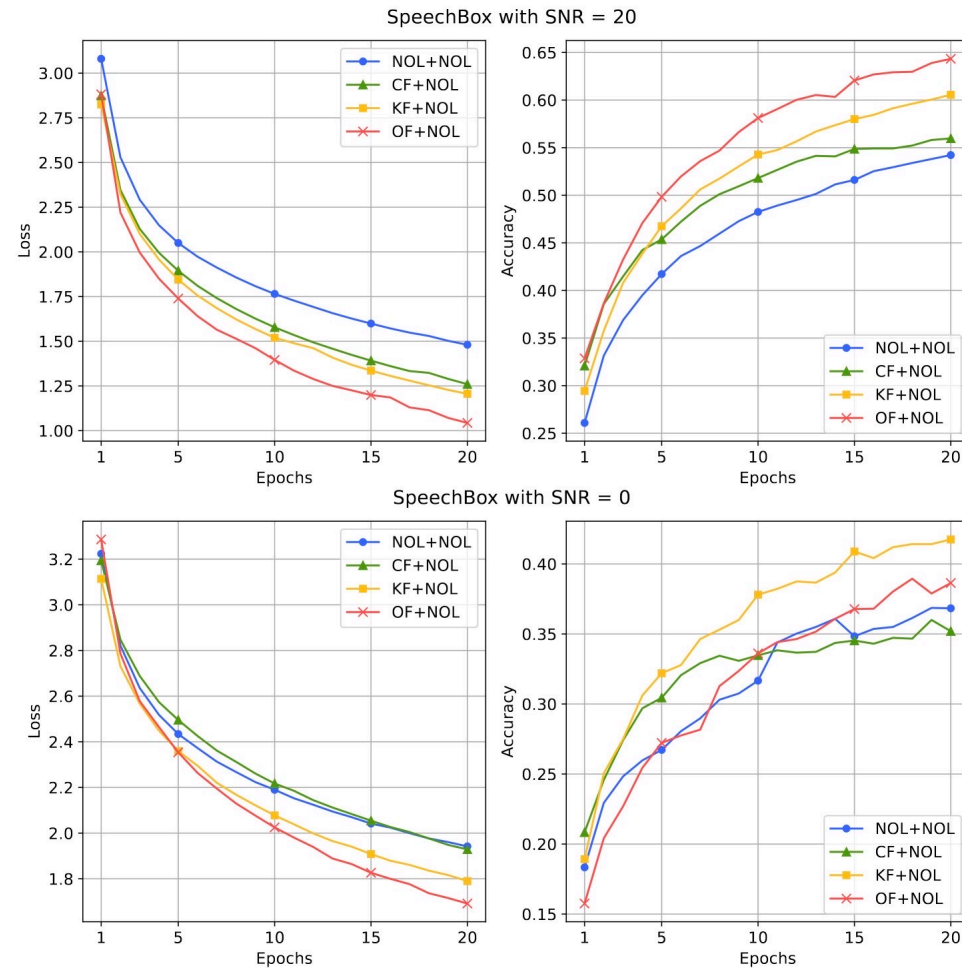 SpeechBox with SNR = 20
3.00
2.75
2.50
2.25
2.00
1.75
1.50
1.25
1.00
Loss
1 5 10 15 20
Epochs
NOL+NOL
CF+NOL
KF+NOL
OF+NOL
0.65
0.60
0.55
0.50
0.45
0.40
0.35
0.30
0.25
Accuracy
1 5 10 15 20
Epochs
NOL+NOL
CF+NOL
KF+NOL
OF+NOL
SpeechBox with SNR = 0
3.2
3.0
2.8
2.6
2.4
2.2
2.0
1.8
Loss
1 5 10 15 20
Epochs
NOL+NOL
CF+NOL
KF+NOL
OF+NOL
0.40
0.35
0.30
0.25
0.20
0.15
Accuracy
1 5 10 15 20
Epochs
NOL+NOL
CF+NOL
KF+NOL
OF+NOL